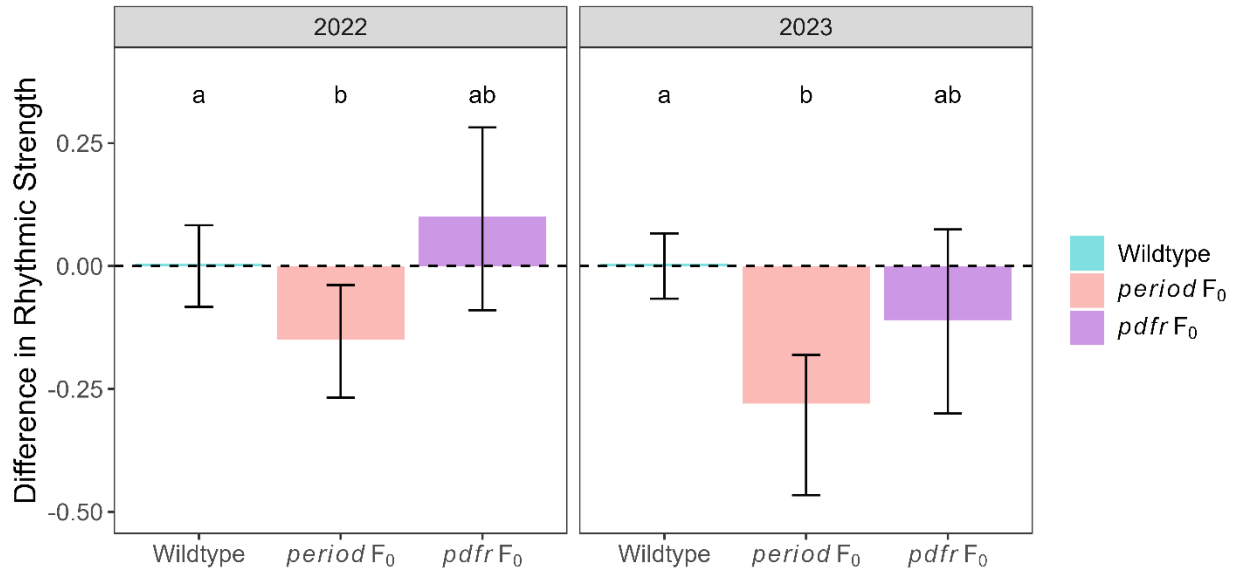 2022
2023
a
b
ab
a
b
ab
Difference in Rhythmic Strength
0.25
0.00
-0.25
-0.50
Wildtype
period F₀
pdfr F₀
Wildtype
period F₀
pdfr F₀
Wildtype
period F₀
pdfr F₀